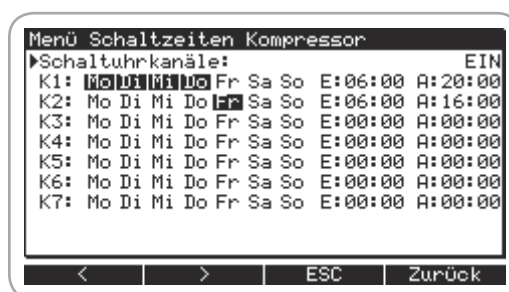 Menü Schaltzeiten Kompressor
▶Schaltuhrkanäle: EIN
K1: Mo Di Mi Do Fr Sa So E:06:00 A:20:00
K2: Mo Di Mi Do Fr Sa So E:06:00 A:16:00
K3: Mo Di Mi Do Fr Sa So E:00:00 A:00:00
K4: Mo Di Mi Do Fr Sa So E:00:00 A:00:00
K5: Mo Di Mi Do Fr Sa So E:00:00 A:00:00
K6: Mo Di Mi Do Fr Sa So E:00:00 A:00:00
K7: Mo Di Mi Do Fr Sa So E:00:00 A:00:00
< > ESC Zurück